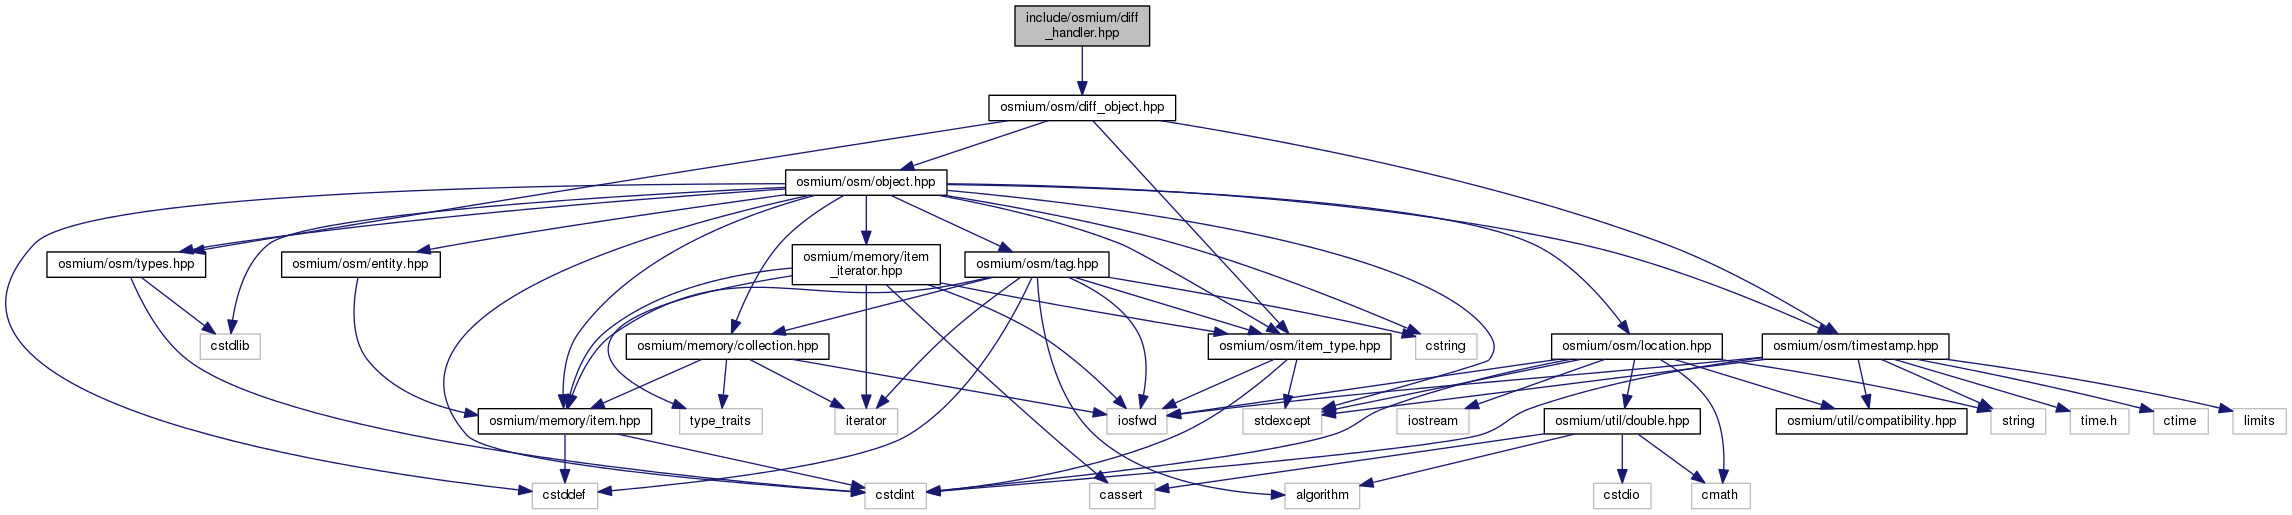 include/osmium/diff
_handler.hpp
osmium/osm/diff_object.hpp
osmium/osm/object.hpp
osmium/osm/types.hpp
osmium/osm/entity.hpp
osmium/memory/item
_iterator.hpp
osmium/osm/tag.hpp
cstdlib
osmium/memory/collection.hpp
osmium/osm/item_type.hpp
cstring
osmium/osm/location.hpp
osmium/osm/timestamp.hpp
osmium/memory/item.hpp
type_traits
iterator
iosfwd
stdexcept
iostream
osmium/util/double.hpp
osmium/util/compatibility.hpp
string
time.h
ctime
limits
cstddef
cstdint
cassert
algorithm
cstdio
cmath